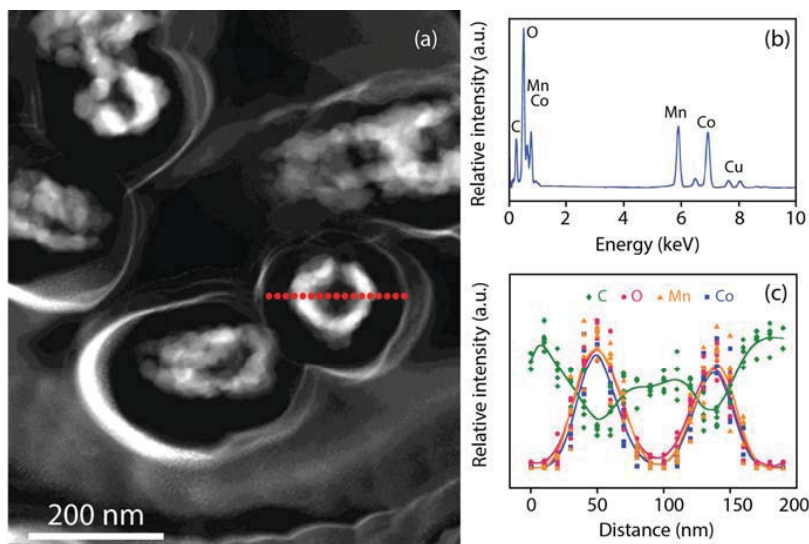 (a)
200 nm
(b)
Relative intensity (a.u.)
O
Mn
Co
C
Mn
Co
Cu
0 2 4 6 8 10
Energy (keV)
(c)
C O Mn Co
Relative intensity (a.u.)
0 50 100 150 200
Distance (nm)